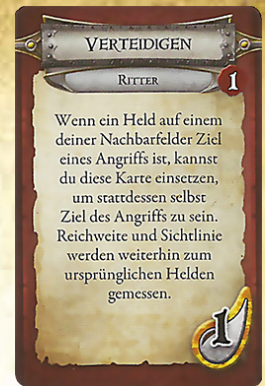 VERTEIDIGEN
RITTER
1
Wenn ein Held auf einem
deiner Nachbarfelder Ziel
eines Angriffs ist, kannst
du diese Karte einsetzen,
um stattdessen selbst
Ziel des Angriffs zu sein.
Reichweite und Sichtlinie
werden weiterhin zum
ursprünglichen Helden
gemessen.
1